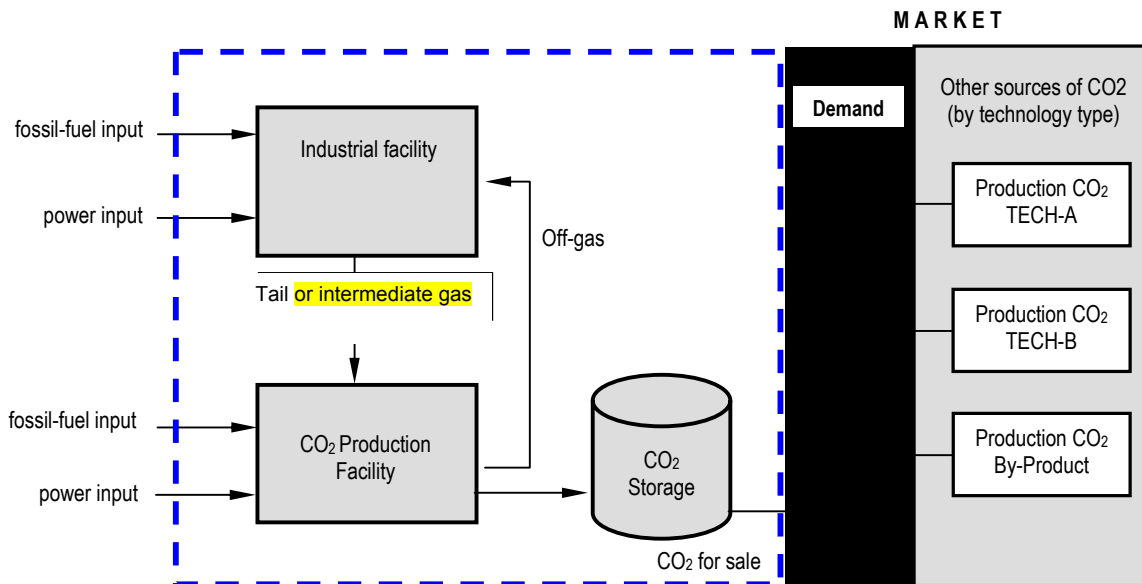 MARKET
Demand
Other sources of CO2
(by technology type)
fossil-fuel input
Industrial facility
power input
Off-gas
Tail or intermediate gas
Production CO₂
TECH-A
Production CO₂
TECH-B
fossil-fuel input
CO₂ Production
Facility
power input
CO₂
Storage
Production CO₂
By-Product
CO₂ for sale